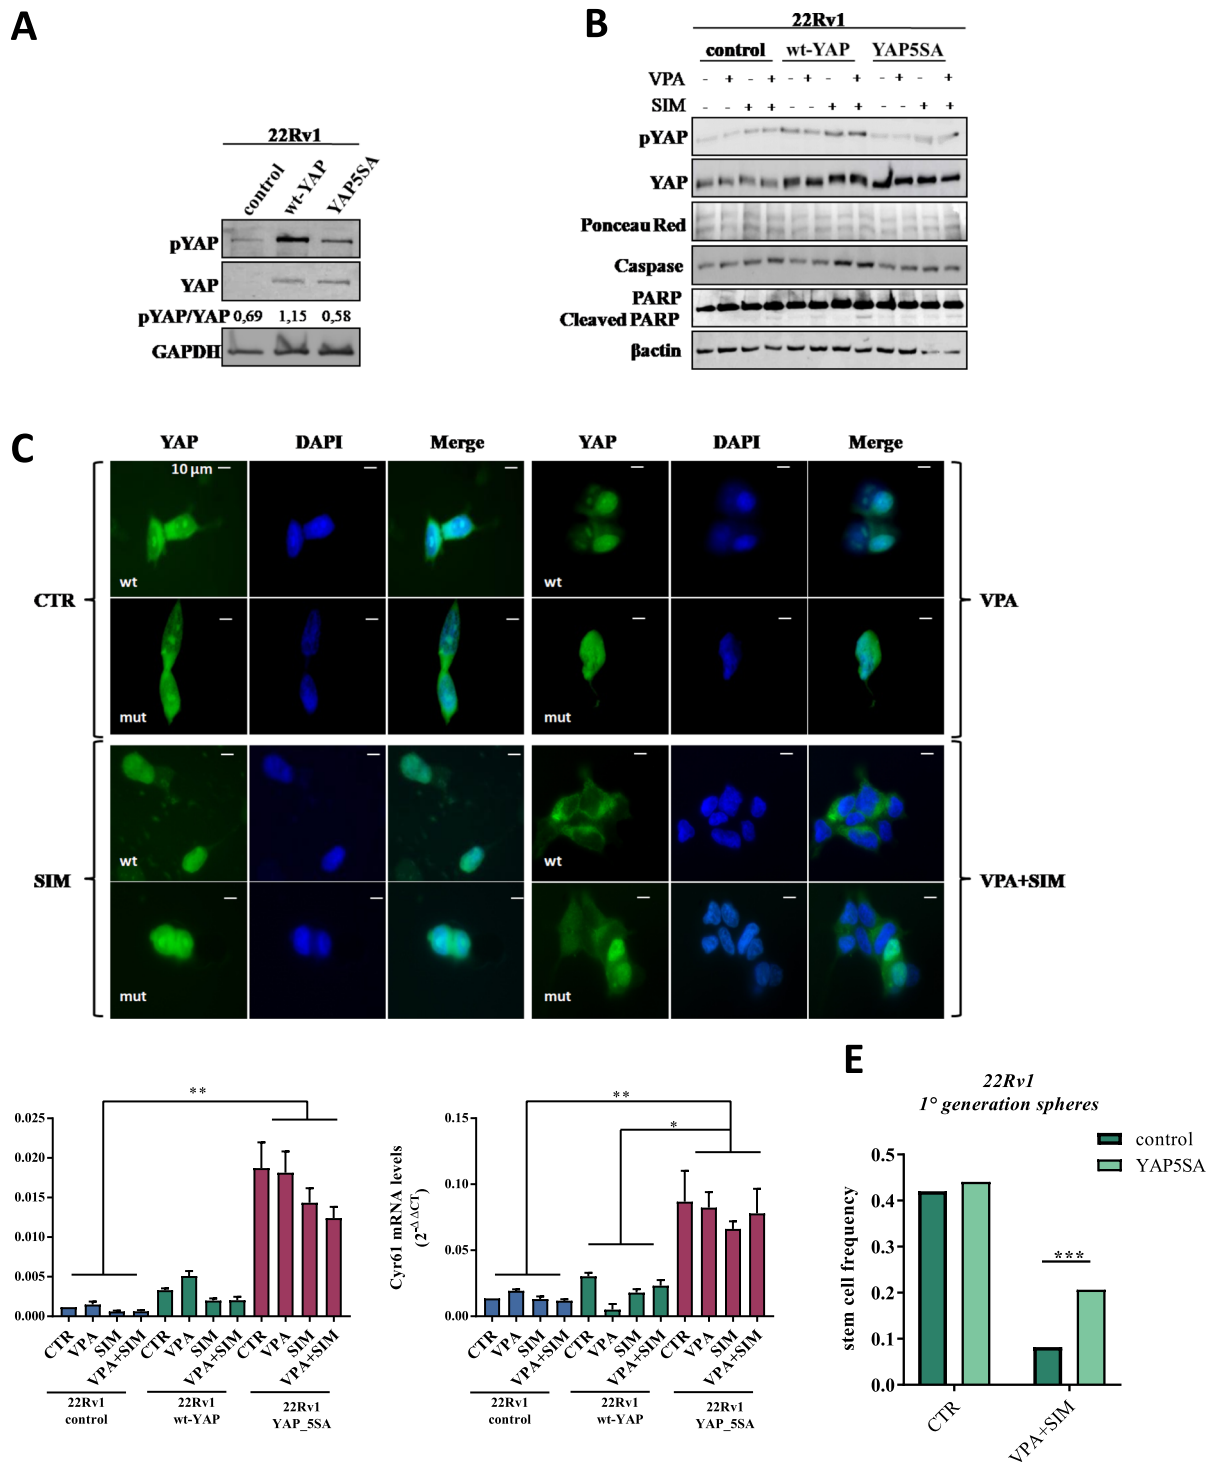 A
22Rv1
control
wt-YAP
YAP5SA
pYAP
YAP
pYAP/YAP 0,69 1,15 0,58
GAPDH
B
22Rv1
control wt-YAP YAP5SA
VPA - + - + - + - + - + - +
SIM - - + + - - + + - - + +
pYAP
YAP
Ponceau Red
Caspase
PARP
Cleaved PARP
βactin
C
YAP DAPI Merge YAP DAPI Merge
10 µm
wt wt
CTR VPA
mut mut
wt wt
SIM VPA+SIM
mut mut
**
0.025
0.020
0.015
0.010
0.005
0.000
CTR VPA SIM VPA+SIM CTR VPA SIM VPA+SIM CTR VPA SIM VPA+SIM
22Rv1 22Rv1 22Rv1
control wt-YAP YAP_5SA
Cyr61 mRNA levels
(2-ΔΔCT)
**
*
0.15
0.10
0.05
0.00
CTR VPA SIM VPA+SIM CTR VPA SIM VPA+SIM CTR VPA SIM VPA+SIM
22Rv1 22Rv1 22Rv1
control wt-YAP YAP_5SA
E
22Rv1
1° generation spheres
control
YAP5SA
stem cell frequency
0.5
0.4
0.3
0.2
0.1
0.0
***
CTR
VPA+SIM